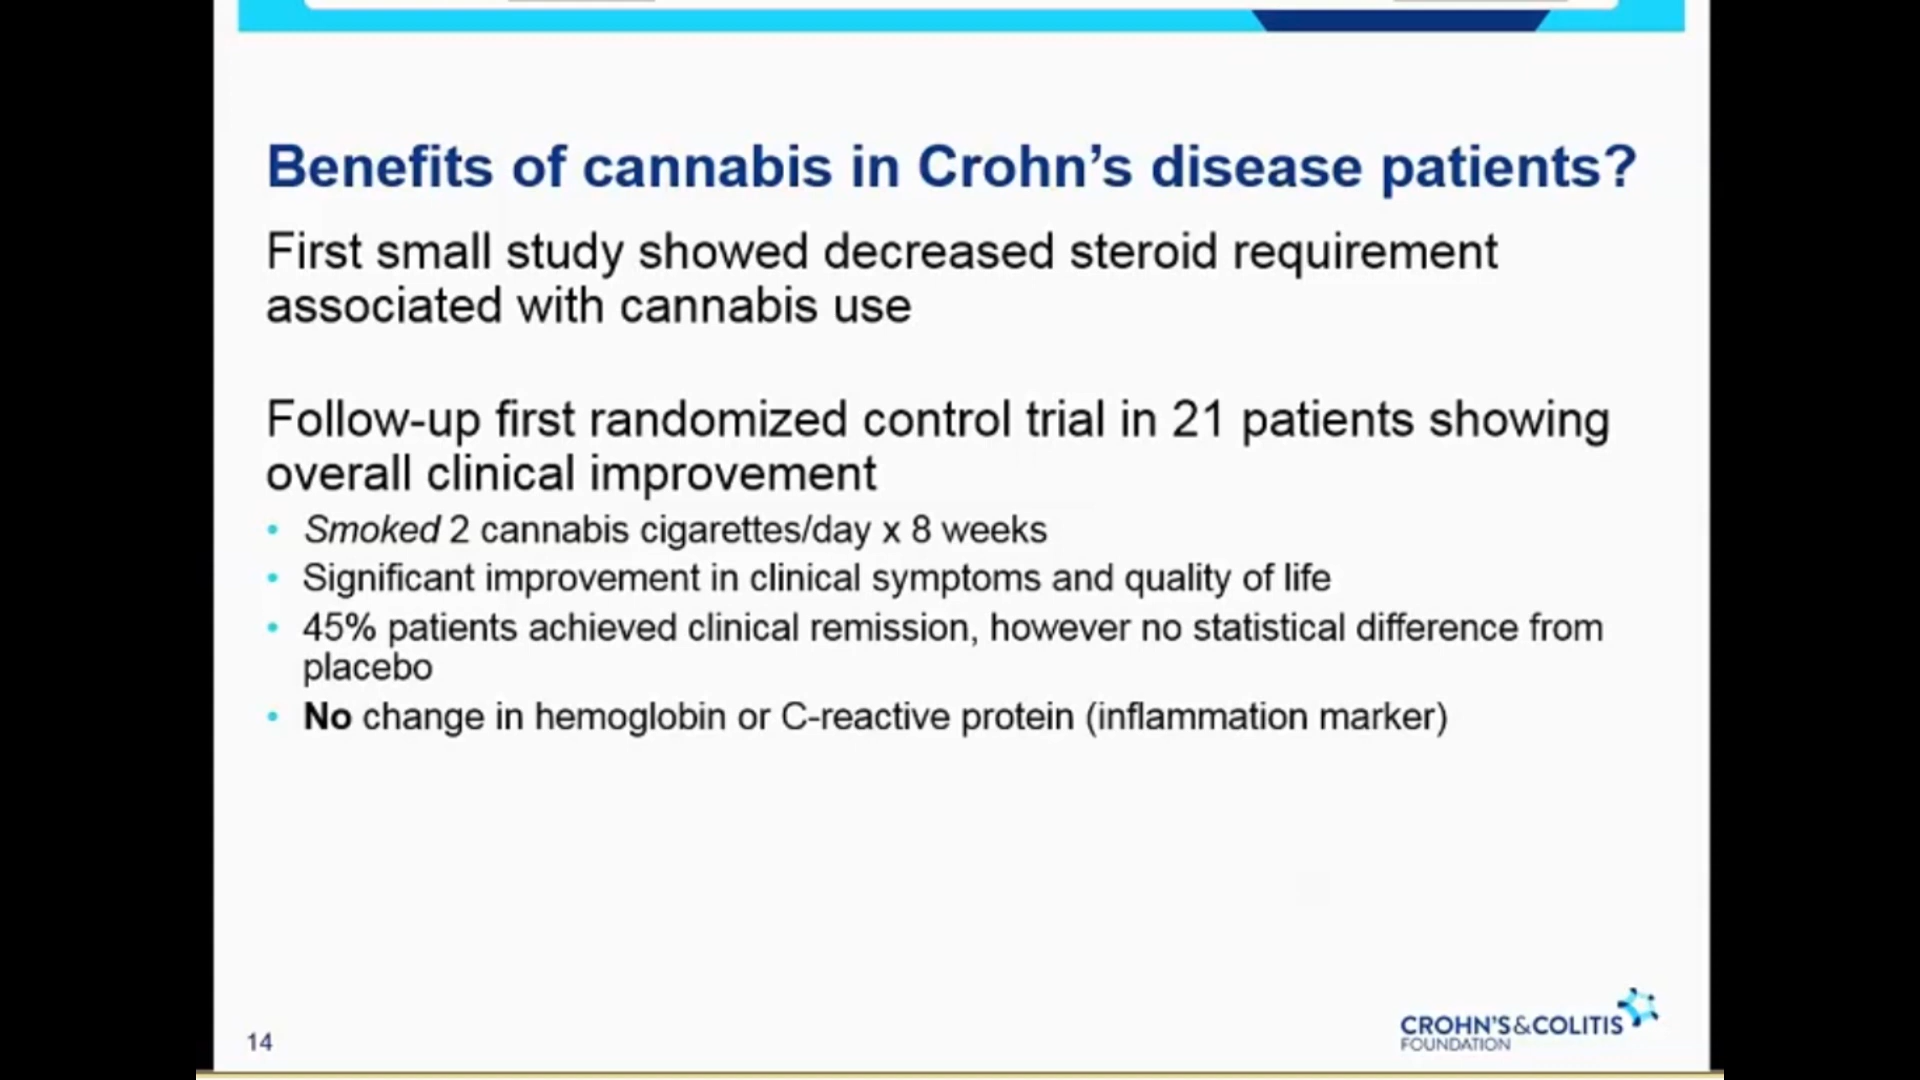 Benefits of cannabis in Crohn's disease patients?
First small study showed decreased steroid requirement
associated with cannabis use
Follow-up first randomized control trial in 21 patients showing
overall clinical improvement
• Smoked 2 cannabis cigarettes/day x 8 weeks
• Significant improvement in clinical symptoms and quality of life
• 45% patients achieved clinical remission, however no statistical difference from
placebo
• No change in hemoglobin or C-reactive protein (inflammation marker)
14
CROHN'S&COLITIS
FOUNDATION